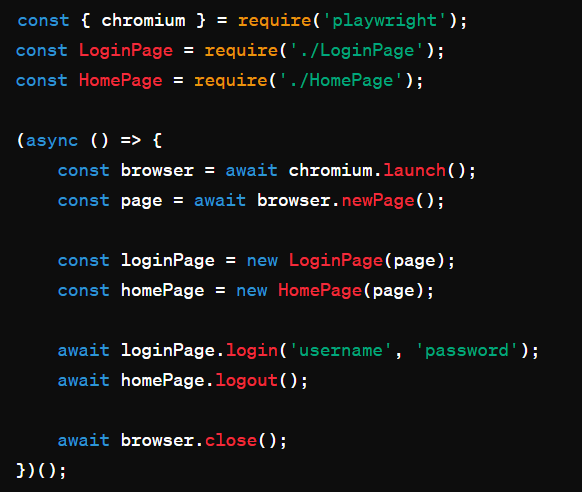 const { chromium } = require('playwright');
const LoginPage = require('./LoginPage');
const HomePage = require('./HomePage');
(async () => {
    const browser = await chromium.launch();
    const page = await browser.newPage();
    const loginPage = new LoginPage(page);
    const homePage = new HomePage(page);
    await loginPage.login('username', 'password');
    await homePage.logout();
    await browser.close();
})();